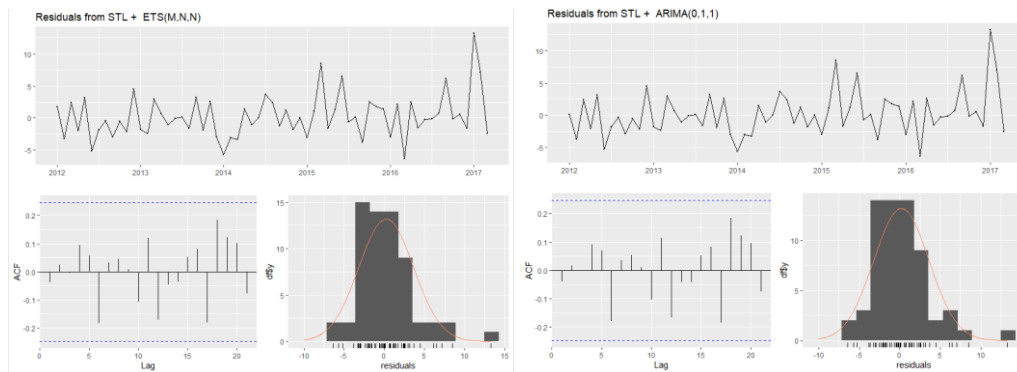 Residuals from STL + ETS(M,N,N)
10
5
0
-5
2012 2013 2014 2015 2016 2017
0.2
0.1
0.0
-0.1
-0.2
ACF
0 5 10 15 20
Lag
15
10
5
0
df$y
-10 -5 0 5 10 15
residuals
Residuals from STL + ARIMA(0,1,1)
10
5
0
-5
2012 2013 2014 2015 2016 2017
0.2
0.1
0.0
-0.1
-0.2
ACF
0 5 10 15 20
Lag
10
5
0
df$y
-10 -5 0 5 10
residuals